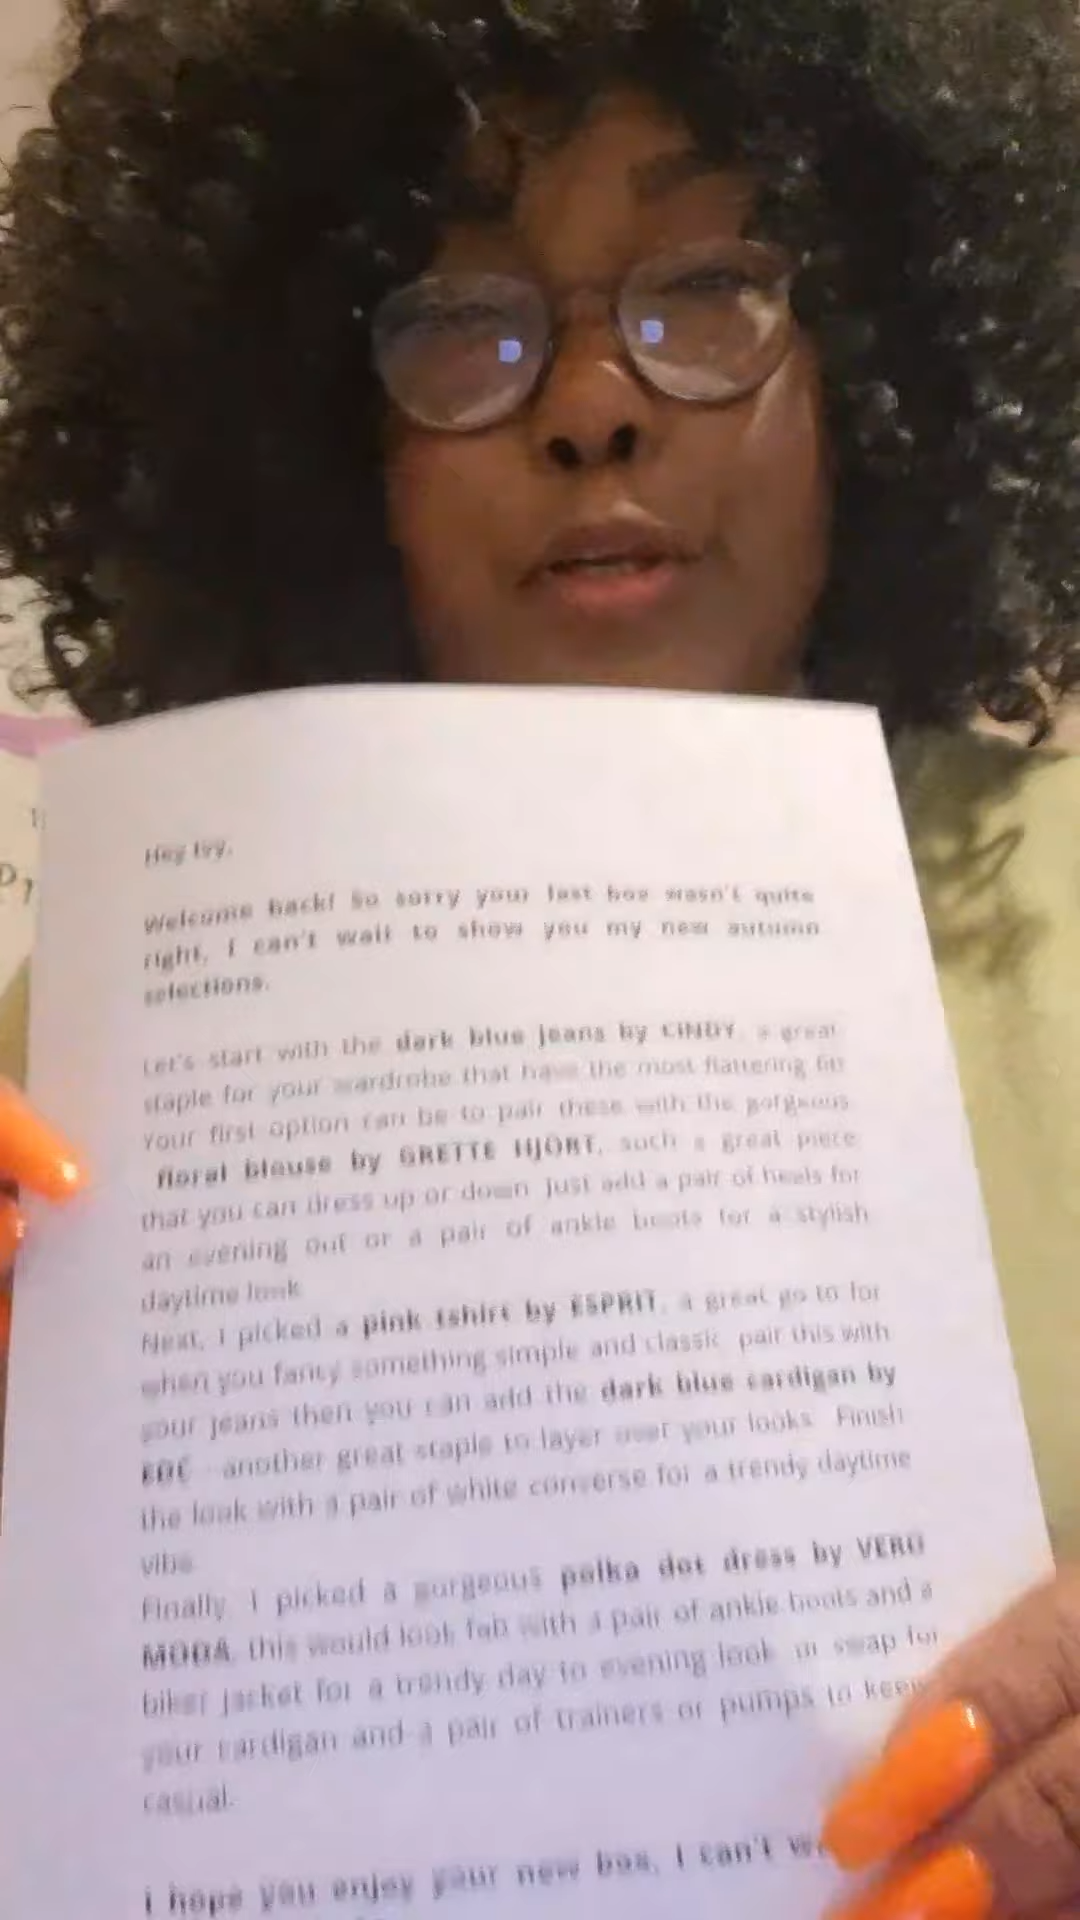 Hey Ivy,
Welcome back! So sorry your last box wasn't quite
right, I can't wait to show you my new autumn
selections.
Let's start with the dark blue jeans by CINDY, a great
staple for your wardrobe that have the most flattering fit
Your first option can be to pair these with the gorgeous
floral blouse by GRETTE HJORT, such a great piece
that you can dress up or down. Just add a pair of heels for
an evening out or a pair of ankle boots for a stylish
daytime look
Next, I picked a pink tshirt by ESPRIT, a great go to for
when you fancy something simple and classic pair this with
your jeans then you can add the dark blue cardigan by
EDC another great staple to layer over your looks. Finish
the look with a pair of white converse for a trendy daytime
vibe
Finally I picked a gorgeous polka dot dress by VERO
MODA, this would look fab with a pair of ankle boots and a
biker jacket for a trendy day to evening look or swap for
your cardigan and a pair of trainers or pumps to keep
casual.
I hope you enjoy your new box, I can't